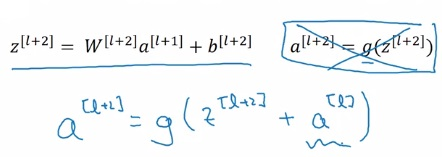 z^{[l+2]} = W^{[l+2]}a^{[l+1]} + b^{[l+2]}    a^{[l+2]} = g(z^{[l+2]})
a^{[l+2]} = g(z^{[l+2]} + a^{[l]})